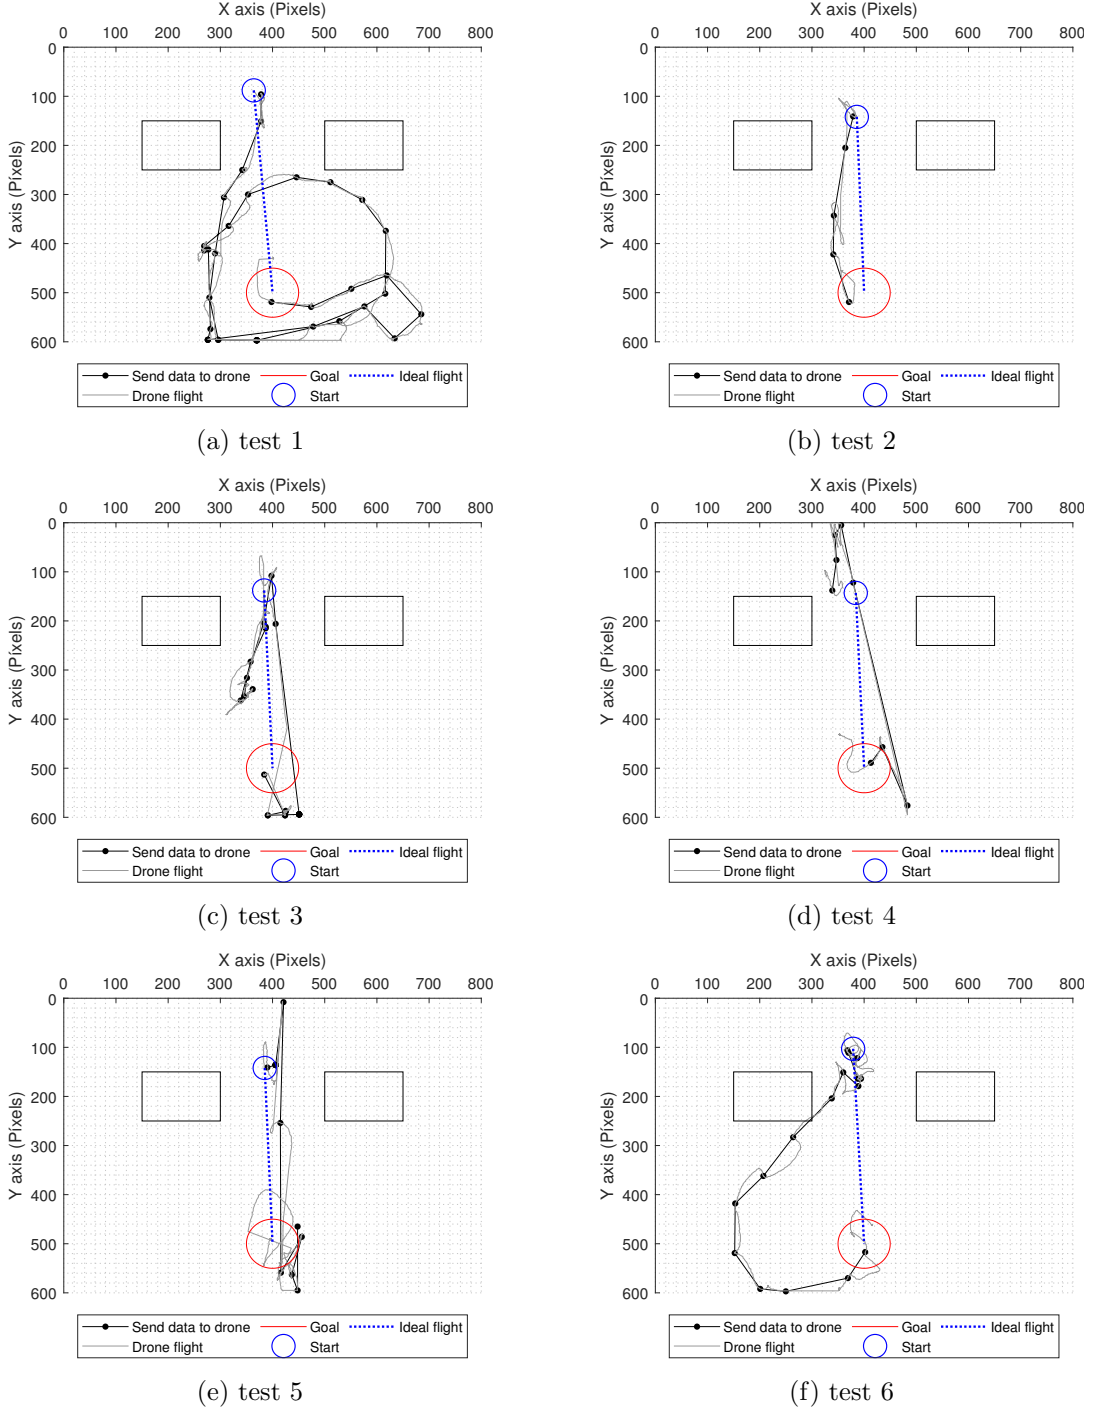 X axis (Pixels) X axis (Pixels)
0 100 200 300 400 500 600 700 800 0 100 200 300 400 500 600 700 800
0 0
100 100
200 200
300 300
400 400
500 500
600 600
Y axis (Pixels) Y axis (Pixels)
Send data to drone Goal Ideal flight Send data to drone Goal Ideal flight
Drone flight Start Drone flight Start
(a) test 1 (b) test 2
X axis (Pixels) X axis (Pixels)
0 100 200 300 400 500 600 700 800 0 100 200 300 400 500 600 700 800
0 0
100 100
200 200
300 300
400 400
500 500
600 600
Y axis (Pixels) Y axis (Pixels)
Send data to drone Goal Ideal flight Send data to drone Goal Ideal flight
Drone flight Start Drone flight Start
(c) test 3 (d) test 4
X axis (Pixels) X axis (Pixels)
0 100 200 300 400 500 600 700 800 0 100 200 300 400 500 600 700 800
0 0
100 100
200 200
300 300
400 400
500 500
600 600
Y axis (Pixels) Y axis (Pixels)
Send data to drone Goal Ideal flight Send data to drone Goal Ideal flight
Drone flight Start Drone flight Start
(e) test 5 (f) test 6